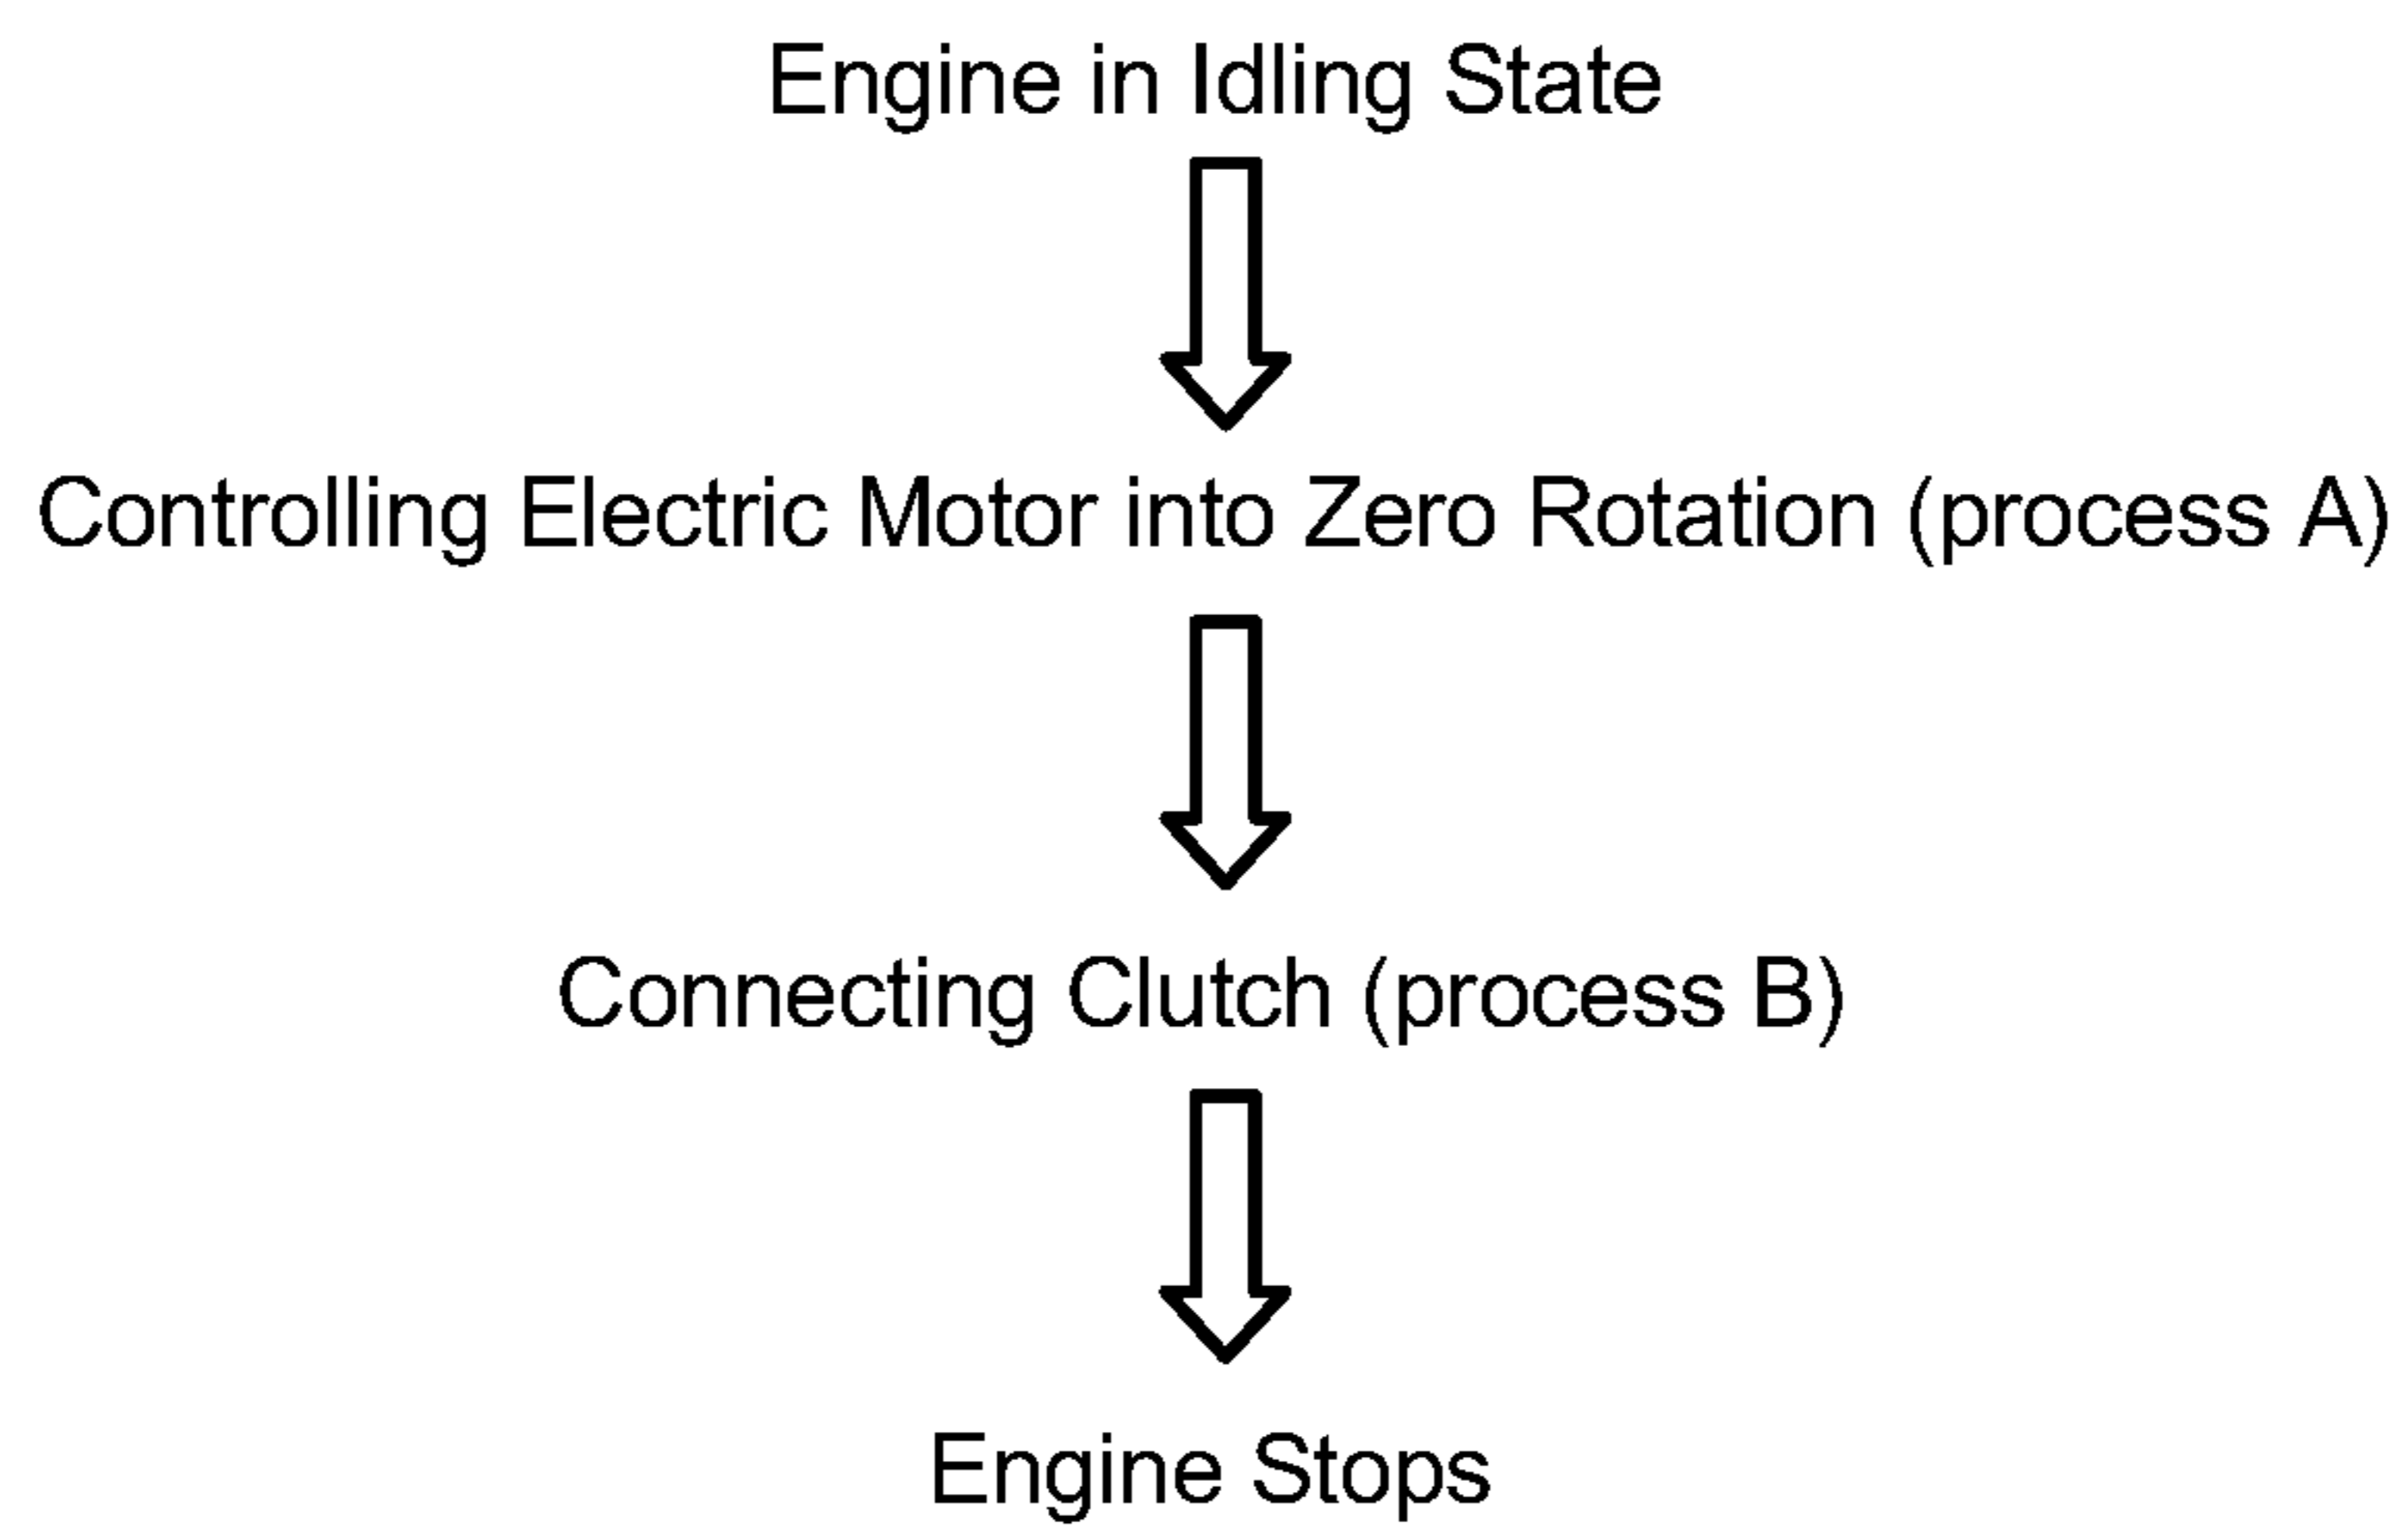 Engine in Idling State
Controlling Electric Motor into Zero Rotation (process A)
Connecting Clutch (process B)
Engine Stops